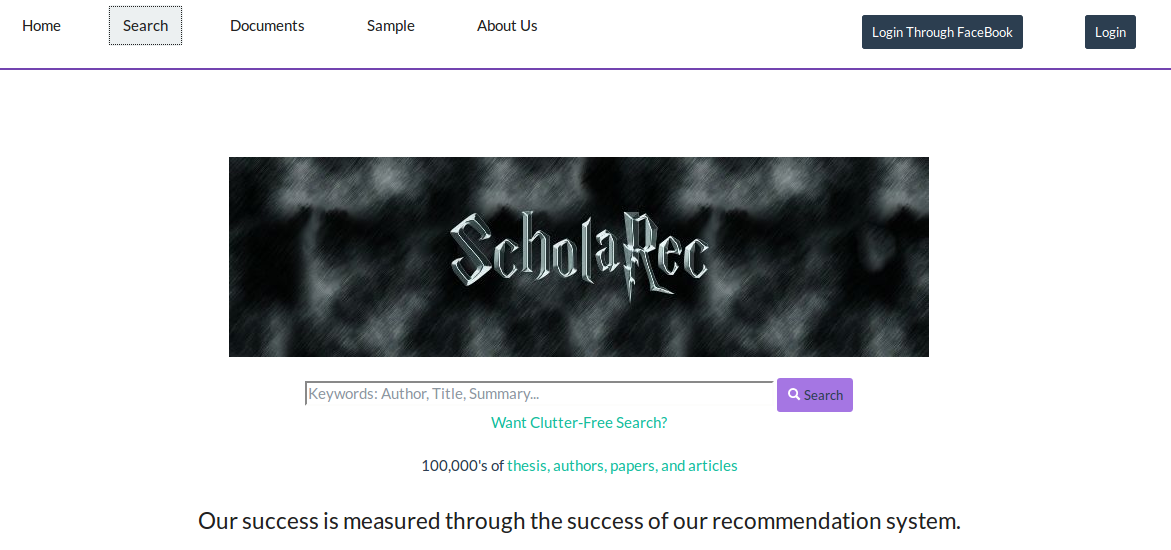 Home Search Documents Sample About Us Login Through FaceBook Login
ScholaRec
Keywords: Author, Title, Summary... Search
Want Clutter-Free Search?
100,000's of thesis, authors, papers, and articles
Our success is measured through the success of our recommendation system.